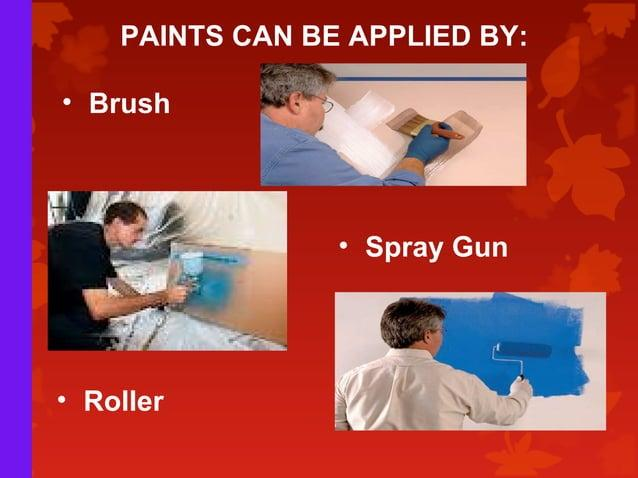 PAINTS CAN BE APPLIED BY:
• Brush
• Spray Gun
• Roller